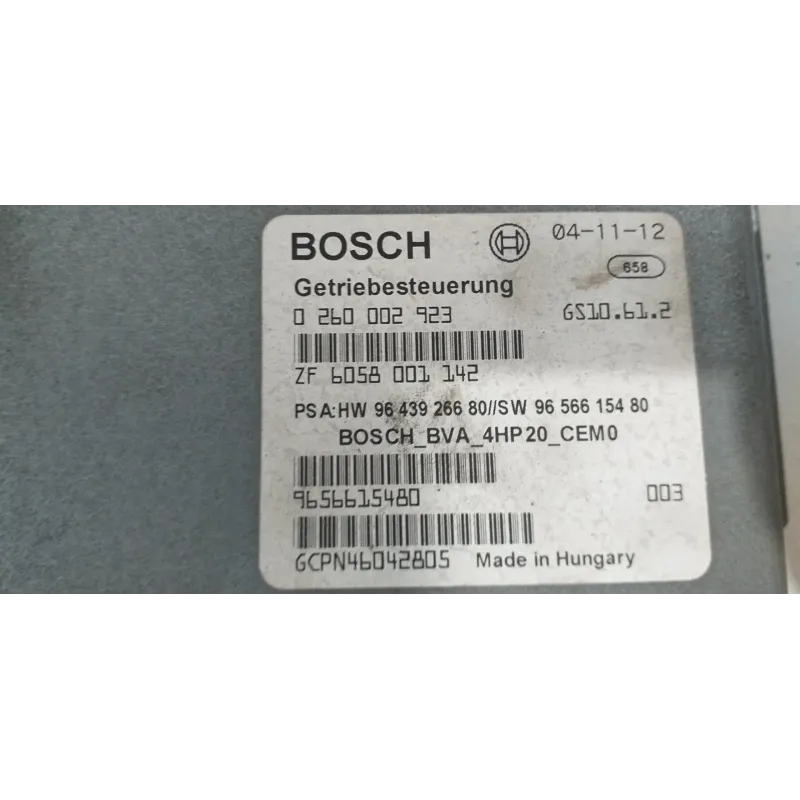 BOSCH 04-11-12
658
Getriebesteuerung
0 260 002 923 GS10.61.2
ZF 6058 001 142
PSA:HW 96 439 266 80//SW 96 566 154 80
BOSCH_BVA_4HP20_CEM0
9656615480 003
GCPN46042805 Made in Hungary